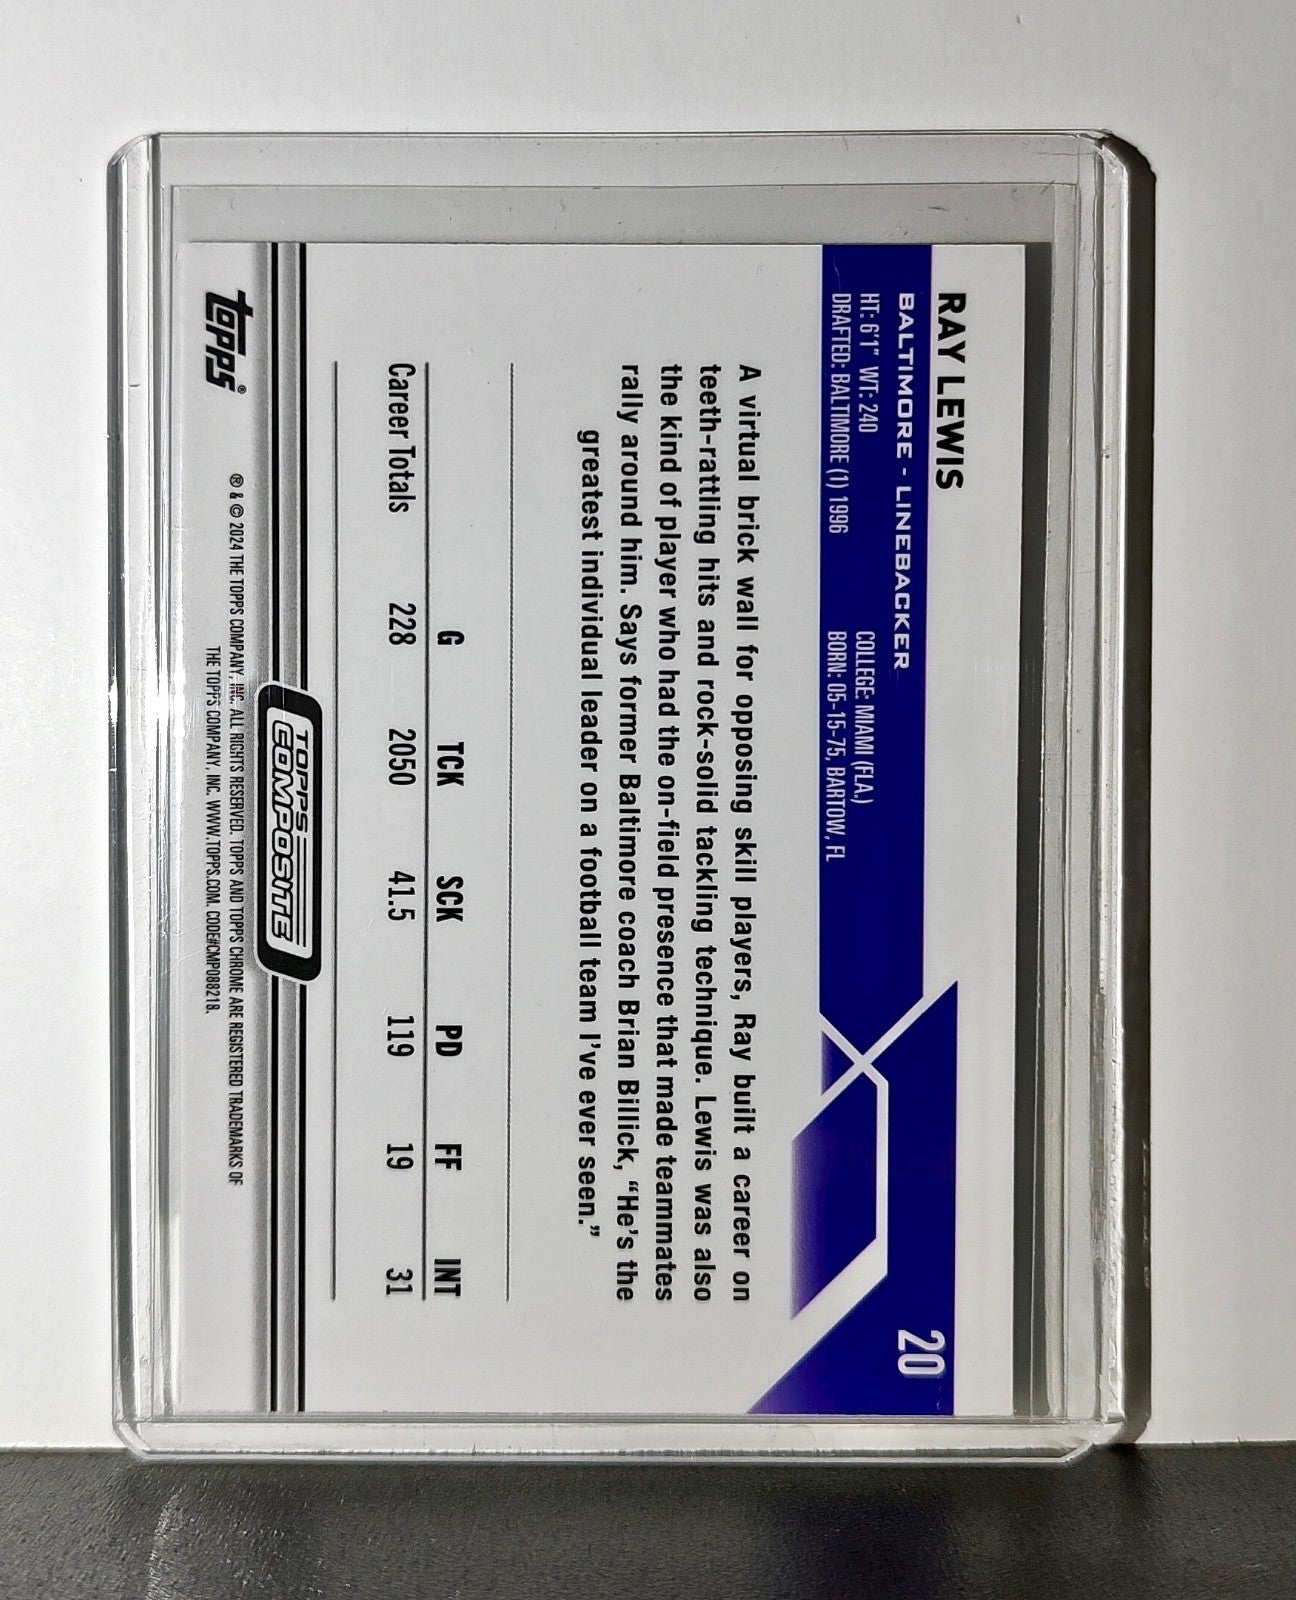 RAY LEWIS
BALTIMORE - LINEBACKER
20
HT: 6'1" WT: 240
COLLEGE: MIAMI (FLA.)
DRAFTED: BALTIMORE (1) 1996
BORN: 05-15-75, BARTOW, FL
A virtual brick wall for opposing skill players, Ray built a career on
teeth-rattling hits and rock-solid tackling technique. Lewis was also
the kind of player who had the on-field presence that made teammates
rally around him. Says former Baltimore coach Brian Billick, “He's the
greatest individual leader on a football team I've ever seen.”
G TCK SCK PD FF INT
Career Totals 228 2050 41.5 119 19 31
TOPPS
COMPOSITE
topps®
® & © 2024 THE TOPPS COMPANY, INC. ALL RIGHTS RESERVED. TOPPS AND TOPPS CHROME ARE REGISTERED TRADEMARKS OF
THE TOPPS COMPANY, INC. WWW.TOPPS.COM. CODE#CMP088218.